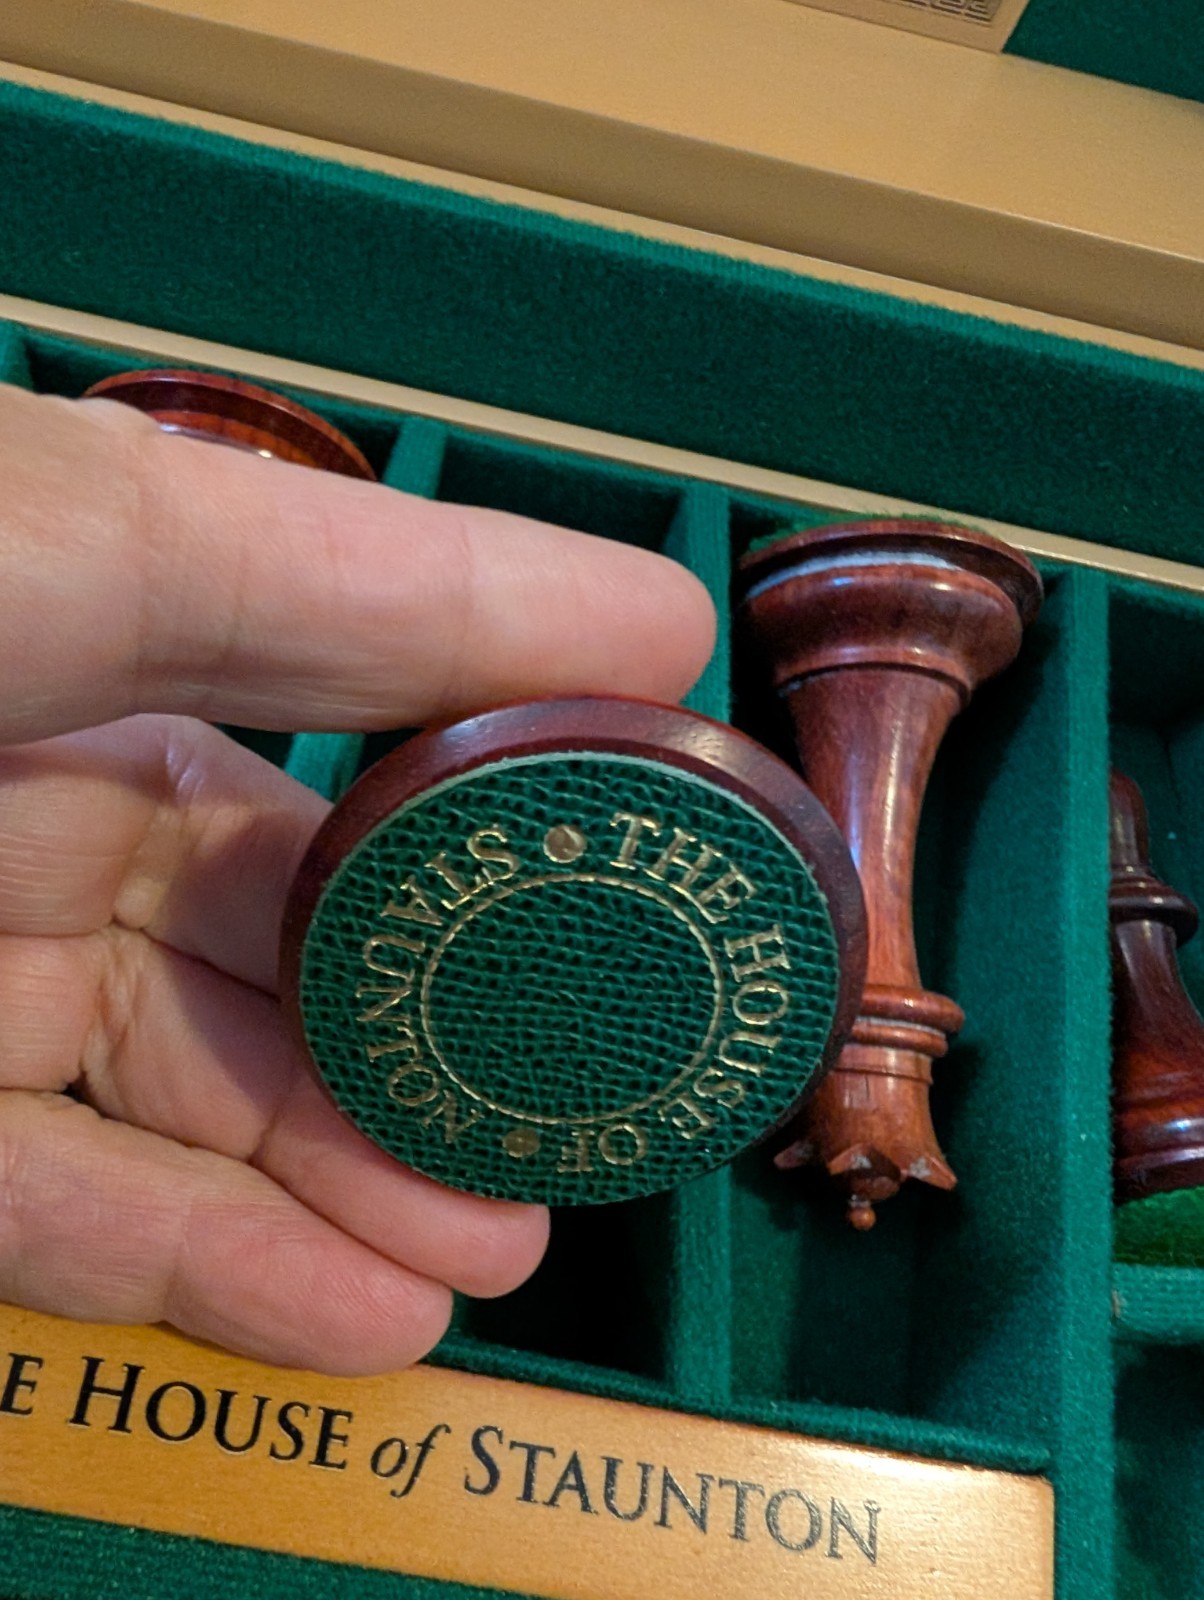 THE HOUSE OF • STAUNTON •
E HOUSE of STAUNTON